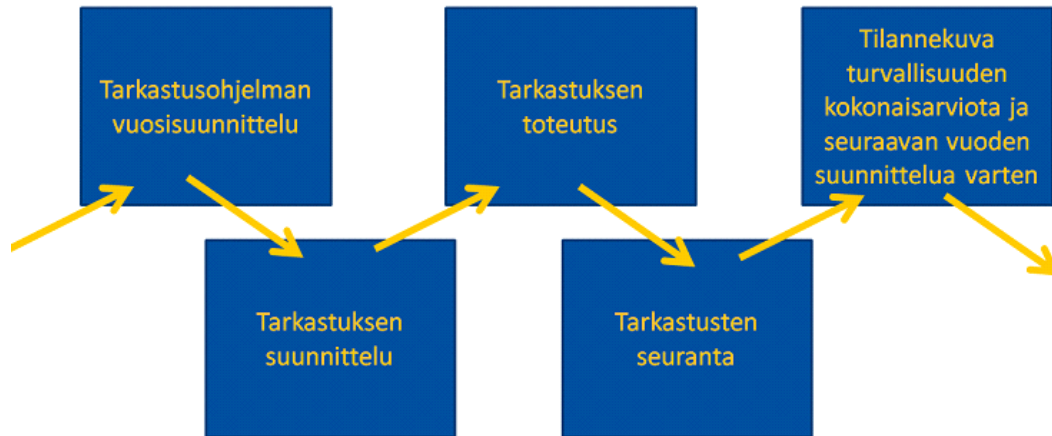 Tarkastusohjelman
vuosisuunnittelu
Tarkastuksen
suunnittelu
Tarkastuksen
toteutus
Tarkastusten
seuranta
Tilannekuva
turvallisuuden
kokonaisarviota ja
seuraavan vuoden
suunnittelua varten